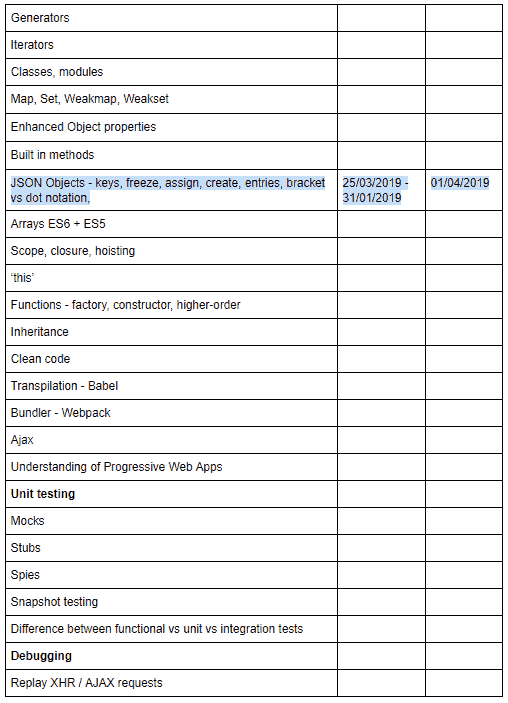 Generators
Iterators
Classes, modules
Map, Set, Weakmap, Weakset
Enhanced Object properties
Built in methods
JSON Objects - keys, freeze, assign, create, entries, bracket
vs dot notation,
25/03/2019 -
31/01/2019
01/04/2019
Arrays ES6 + ES5
Scope, closure, hoisting
‘this’
Functions - factory, constructor, higher-order
Inheritance
Clean code
Transpilation - Babel
Bundler - Webpack
Ajax
Understanding of Progressive Web Apps
Unit testing
Mocks
Stubs
Spies
Snapshot testing
Difference between functional vs unit vs integration tests
Debugging
Replay XHR / AJAX requests